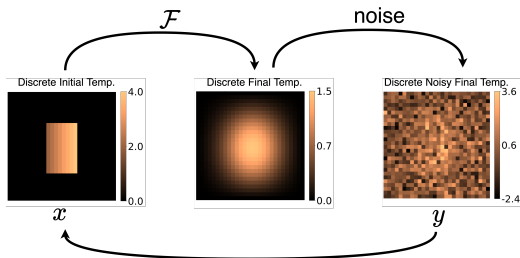 ℱ
noise
Discrete Initial Temp.
4.0
2.0
0.0
Discrete Final Temp.
1.5
0.7
0.0
Discrete Noisy Final Temp.
3.6
0.6
-2.4
x
y